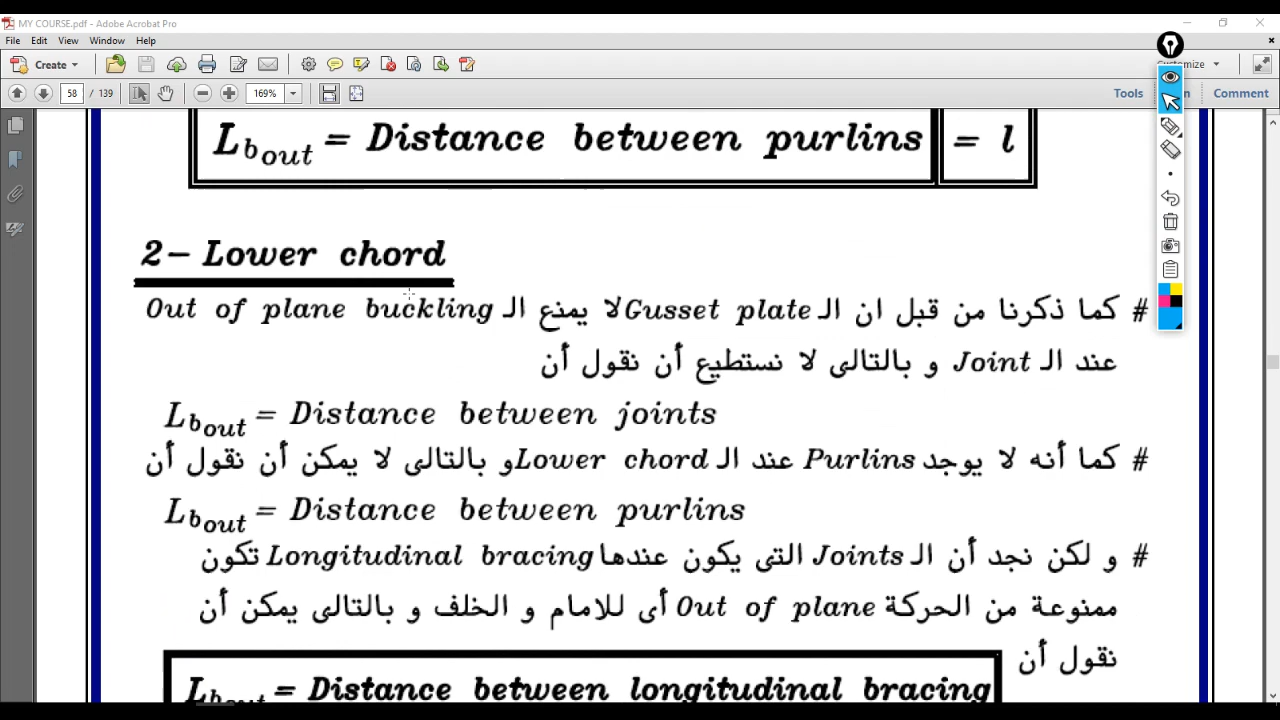 MY COURSE.pdf - Adobe Acrobat Pro
File Edit View Window Help
Create Customize
58 / 139 169% Tools Comment
L_b_out = Distance between purlins = l
2- Lower chord
# كما ذكرنا من قبل ان الـ Gusset plate لا يمنع الـ Out of plane buckling
عند الـ Joint و بالتالى لا نستطيع أن نقول أن
L_b_out = Distance between joints
# كما أنه لا يوجد Purlins عند الـ Lower chord و بالتالى لا يمكن أن نقول أن
L_b_out = Distance between purlins
# و لكن نجد أن الـ Joints التى يكون عندها Longitudinal bracing تكون
ممنوعة من الحركة Out of plane أى للامام و الخلف و بالتالى يمكن أن
نقول أن
L_b_out = Distance between longitudinal bracing